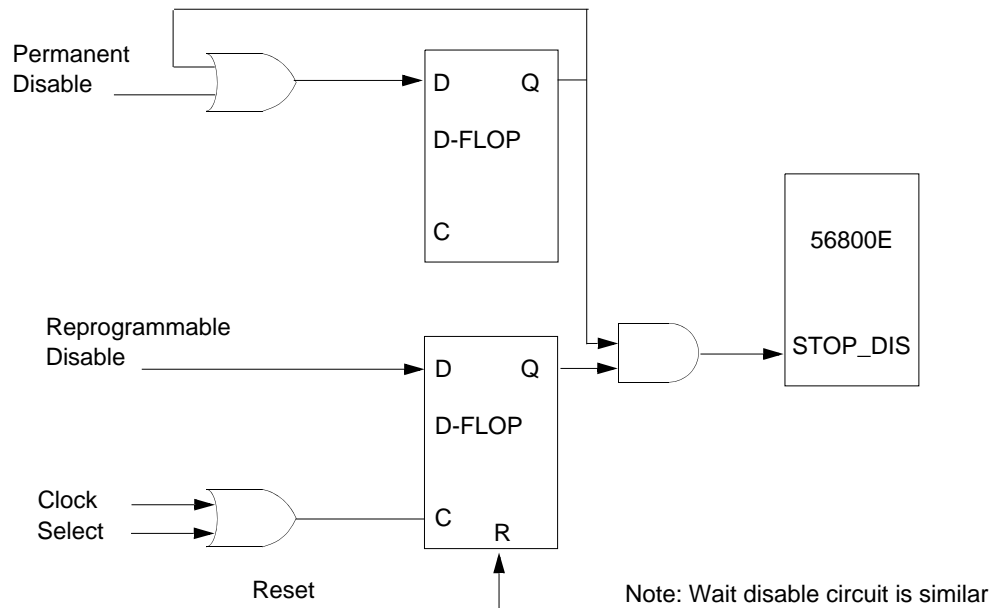 Permanent
Disable
D Q
D-FLOP
C
56800E
STOP_DIS
Reprogrammable
Disable
D Q
D-FLOP
Clock
Select
C
R
Reset
Note: Wait disable circuit is similar